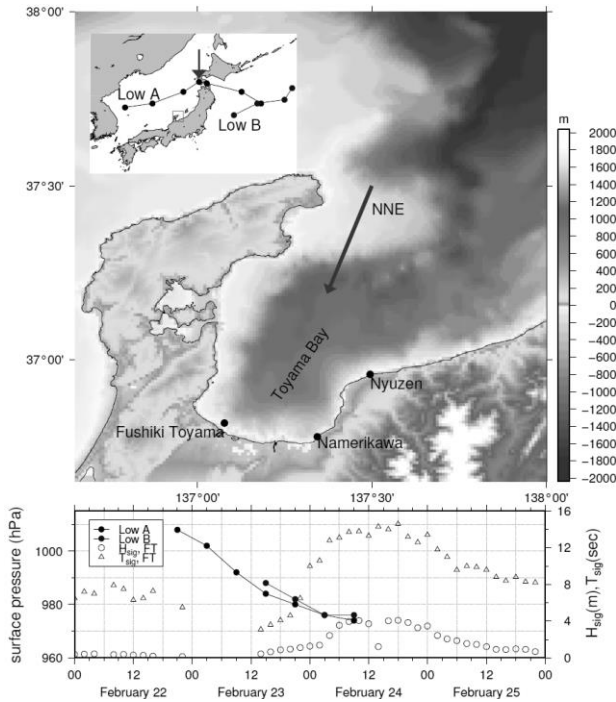 38°00'
37°30'
37°00'
Low A
Low B
NNE
Toyama Bay
Nyuzen
Fushiki Toyama
Namerikawa
137°00' 137°30' 138°00'
m
2000
1800
1600
1400
1200
1000
800
600
400
200
0
−200
−400
−600
−800
−1000
−1200
−1400
−1600
−1800
−2000
surface pressure (hPa)
1000
980
960
Low A
Low B
Hsig, FT
Tsig, FT
16
12
8
4
0
Hsig(m),Tsig(sec)
00 12 00 12 00 12 00 12 00
February 22 February 23 February 24 February 25